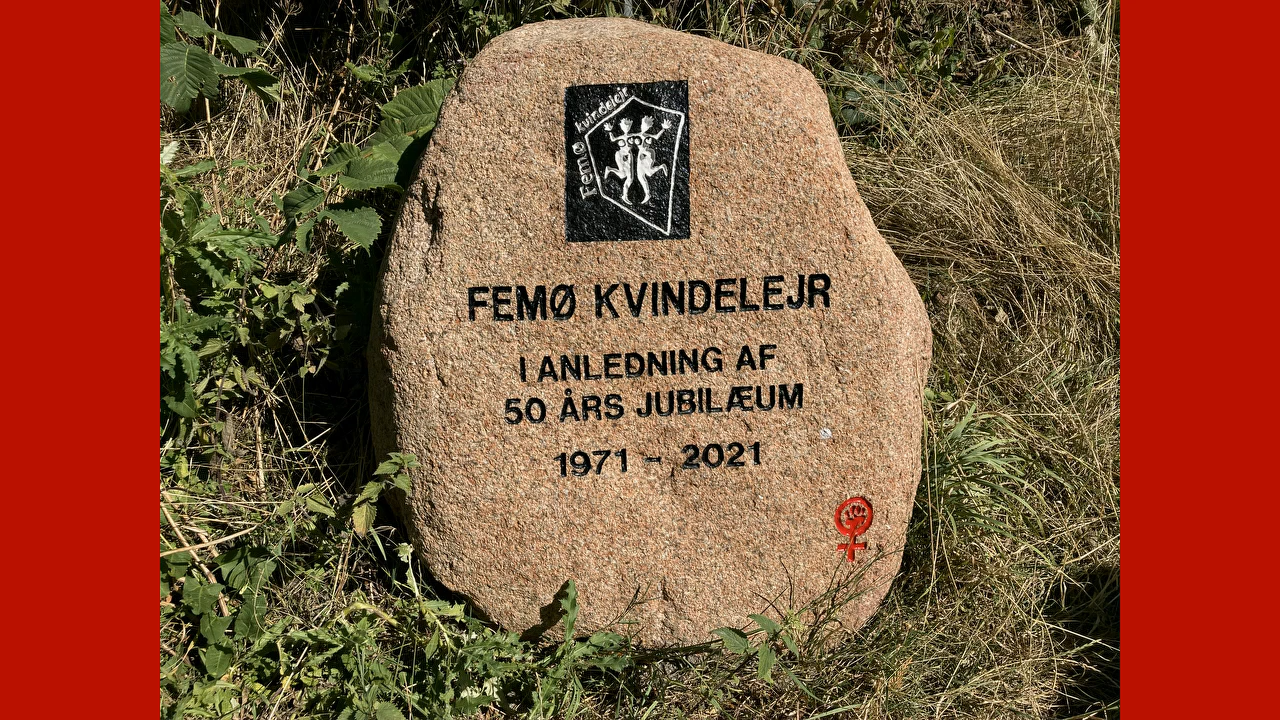 Femø kvindelejr
FEMØ KVINDELEJR
I ANLEDNING AF
50 ÅRS JUBILÆUM
1971 - 2021